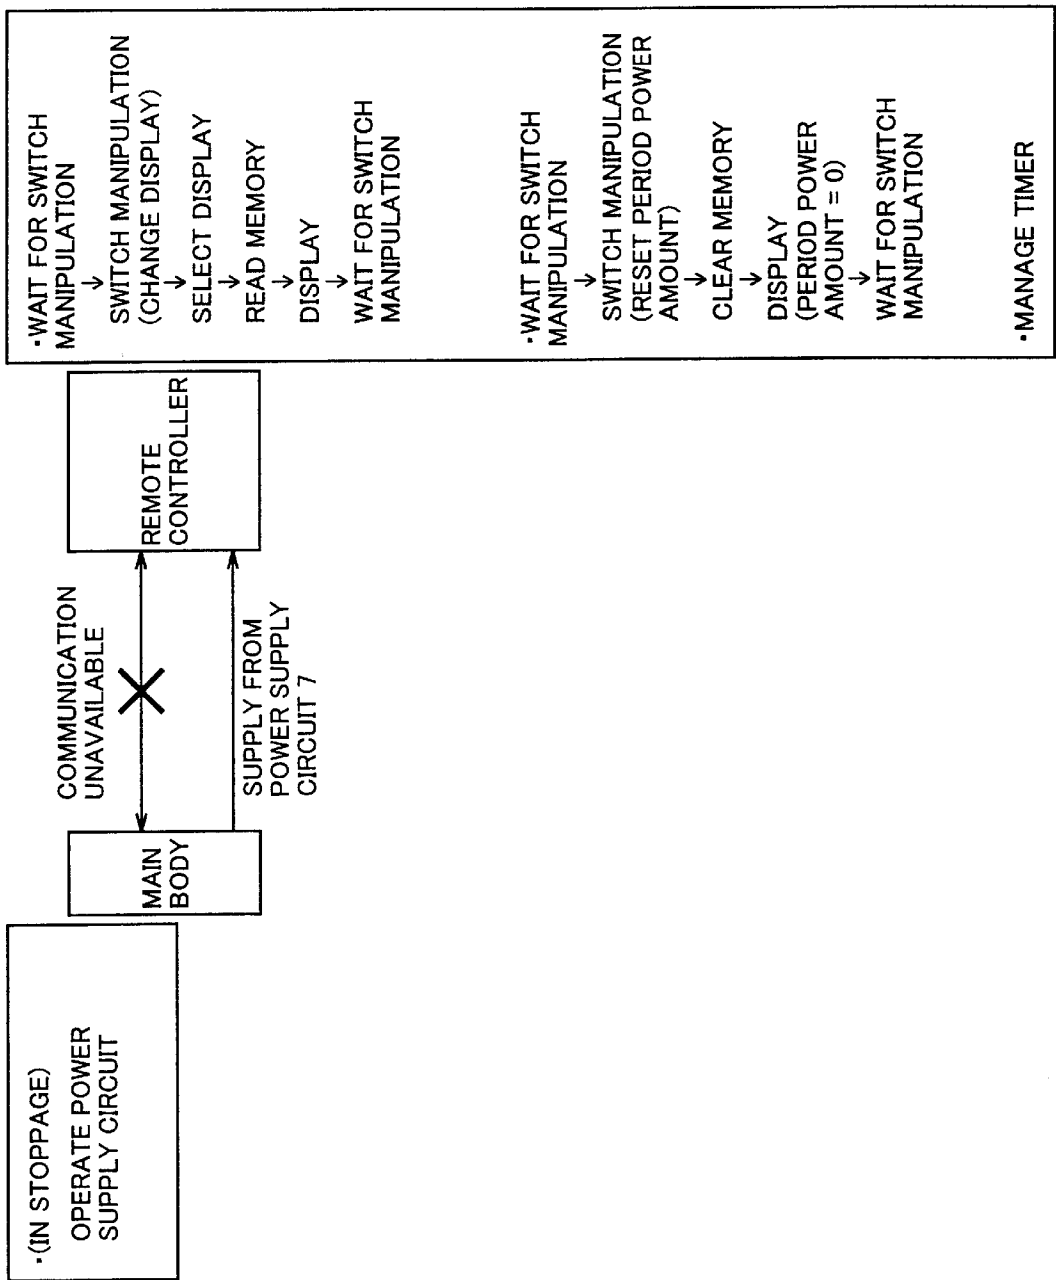 ·(IN STOPPAGE)
OPERATE POWER
SUPPLY CIRCUIT
MAIN
BODY
COMMUNICATION
UNAVAILABLE
SUPPLY FROM
POWER SUPPLY
CIRCUIT 7
REMOTE
CONTROLLER
·WAIT FOR SWITCH
MANIPULATION
↓
SWITCH MANIPULATION
(CHANGE DISPLAY)
↓
SELECT DISPLAY
↓
READ MEMORY
↓
DISPLAY
↓
WAIT FOR SWITCH
MANIPULATION
·WAIT FOR SWITCH
MANIPULATION
↓
SWITCH MANIPULATION
(RESET PERIOD POWER
AMOUNT)
↓
CLEAR MEMORY
↓
DISPLAY
(PERIOD POWER
AMOUNT = 0)
↓
WAIT FOR SWITCH
MANIPULATION
·MANAGE TIMER